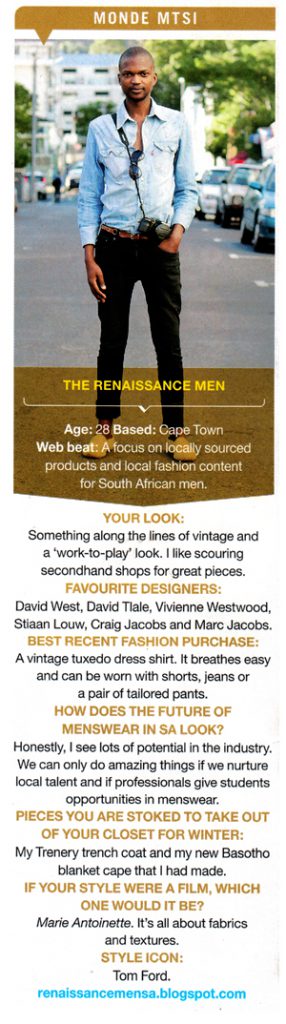 MONDE MTSI
THE RENAISSANCE MEN
Age: 28 Based: Cape Town
Web beat: A focus on locally sourced
products and local fashion content
for South African men.
YOUR LOOK:
Something along the lines of vintage and
a ‘work-to-play’ look. I like scouring
secondhand shops for great pieces.
FAVOURITE DESIGNERS:
David West, David Tlale, Vivienne Westwood,
Stiaan Louw, Craig Jacobs and Marc Jacobs.
BEST RECENT FASHION PURCHASE:
A vintage tuxedo dress shirt. It breathes easy
and can be worn with shorts, jeans or
a pair of tailored pants.
HOW DOES THE FUTURE OF
MENSWEAR IN SA LOOK?
Honestly, I see lots of potential in the industry.
We can only do amazing things if we nurture
local talent and if professionals give students
opportunities in menswear.
PIECES YOU ARE STOKED TO TAKE OUT
OF YOUR CLOSET FOR WINTER:
My Trenery trench coat and my new Basotho
blanket cape that I had made.
IF YOUR STYLE WERE A FILM, WHICH
ONE WOULD IT BE?
Marie Antoinette. It’s all about fabrics
and textures.
STYLE ICON:
Tom Ford.
renaissancemensa.blogspot.com